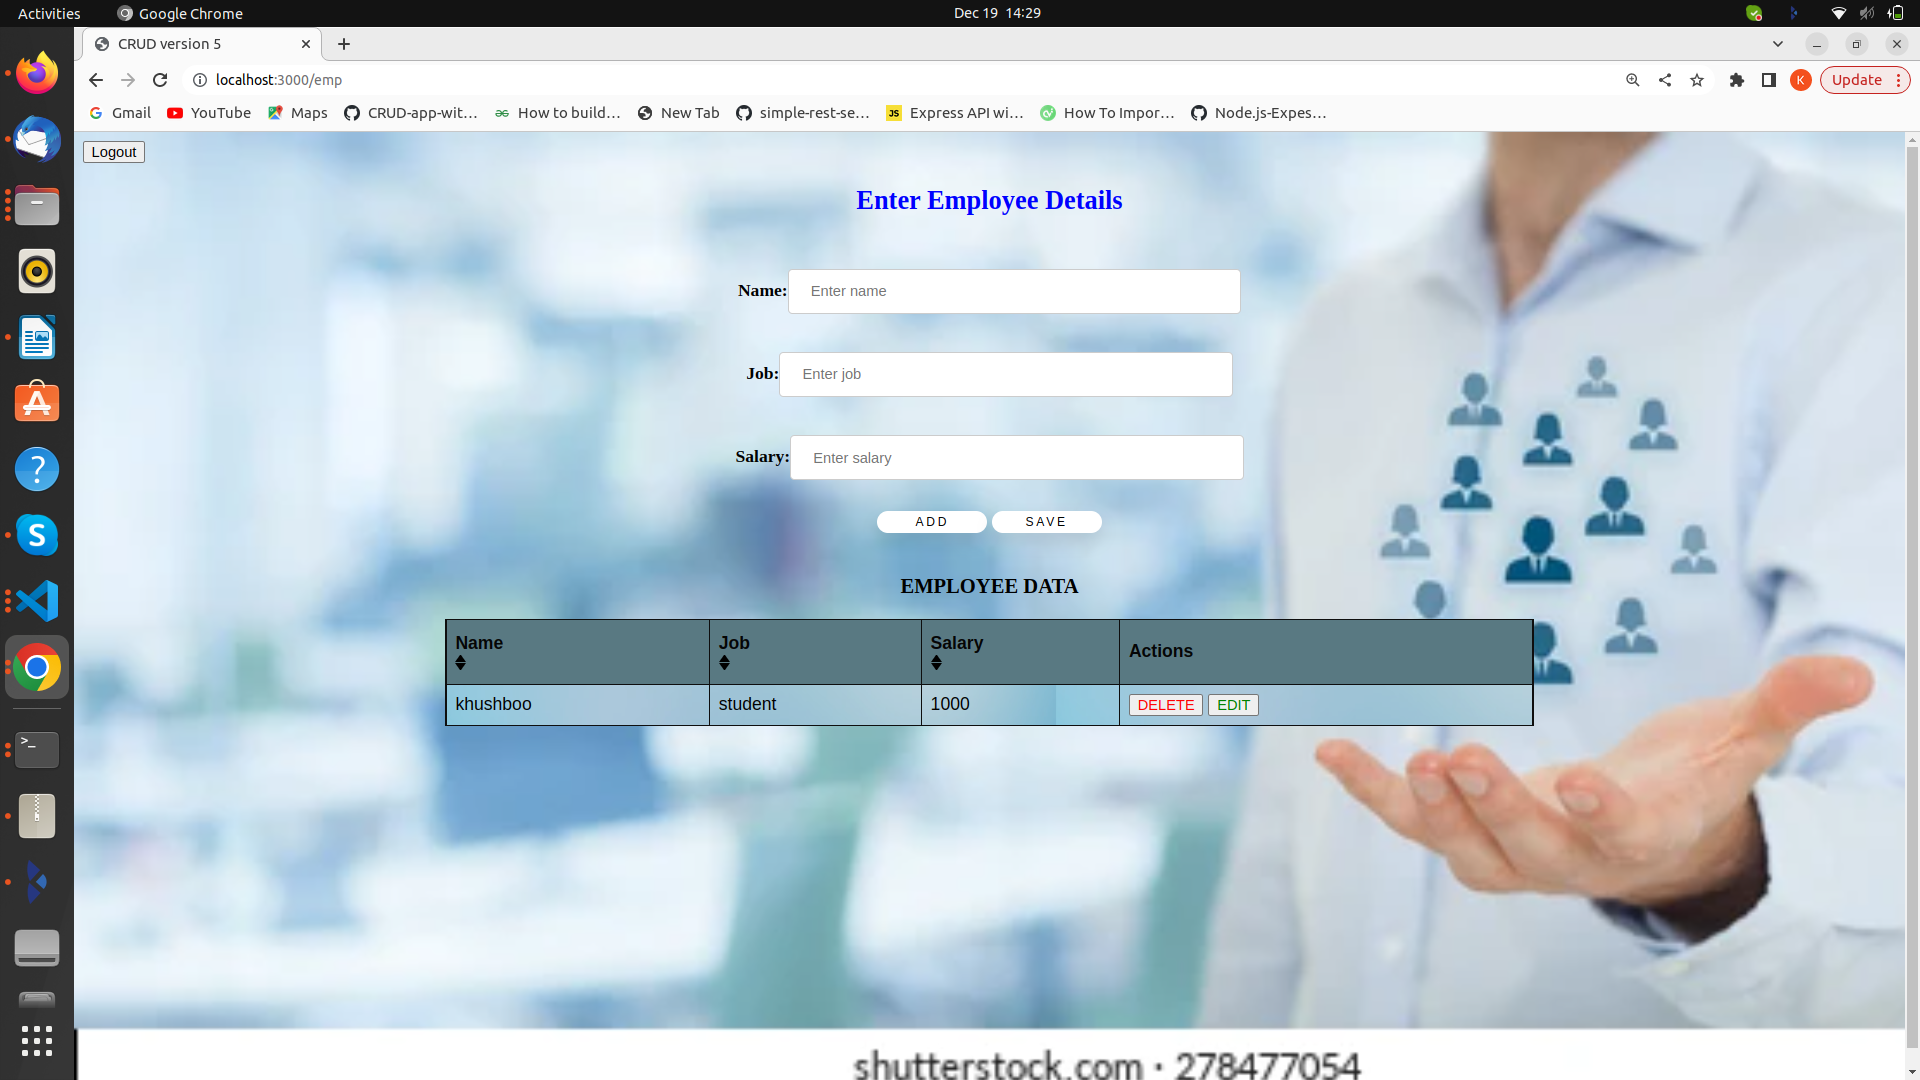 Activities
Google Chrome
Dec 19 14:29
CRUD version 5
localhost:3000/emp
K
Update
Gmail
YouTube
Maps
CRUD-app-wit…
How to build…
New Tab
simple-rest-se…
JS Express API wi…
How To Impor…
Node.js-Expes…
Logout
Enter Employee Details
Name: Enter name
Job: Enter job
Salary: Enter salary
ADD SAVE
EMPLOYEE DATA
Name Job Salary Actions
khushboo student 1000 DELETE EDIT
shutterstock.com · 278477054